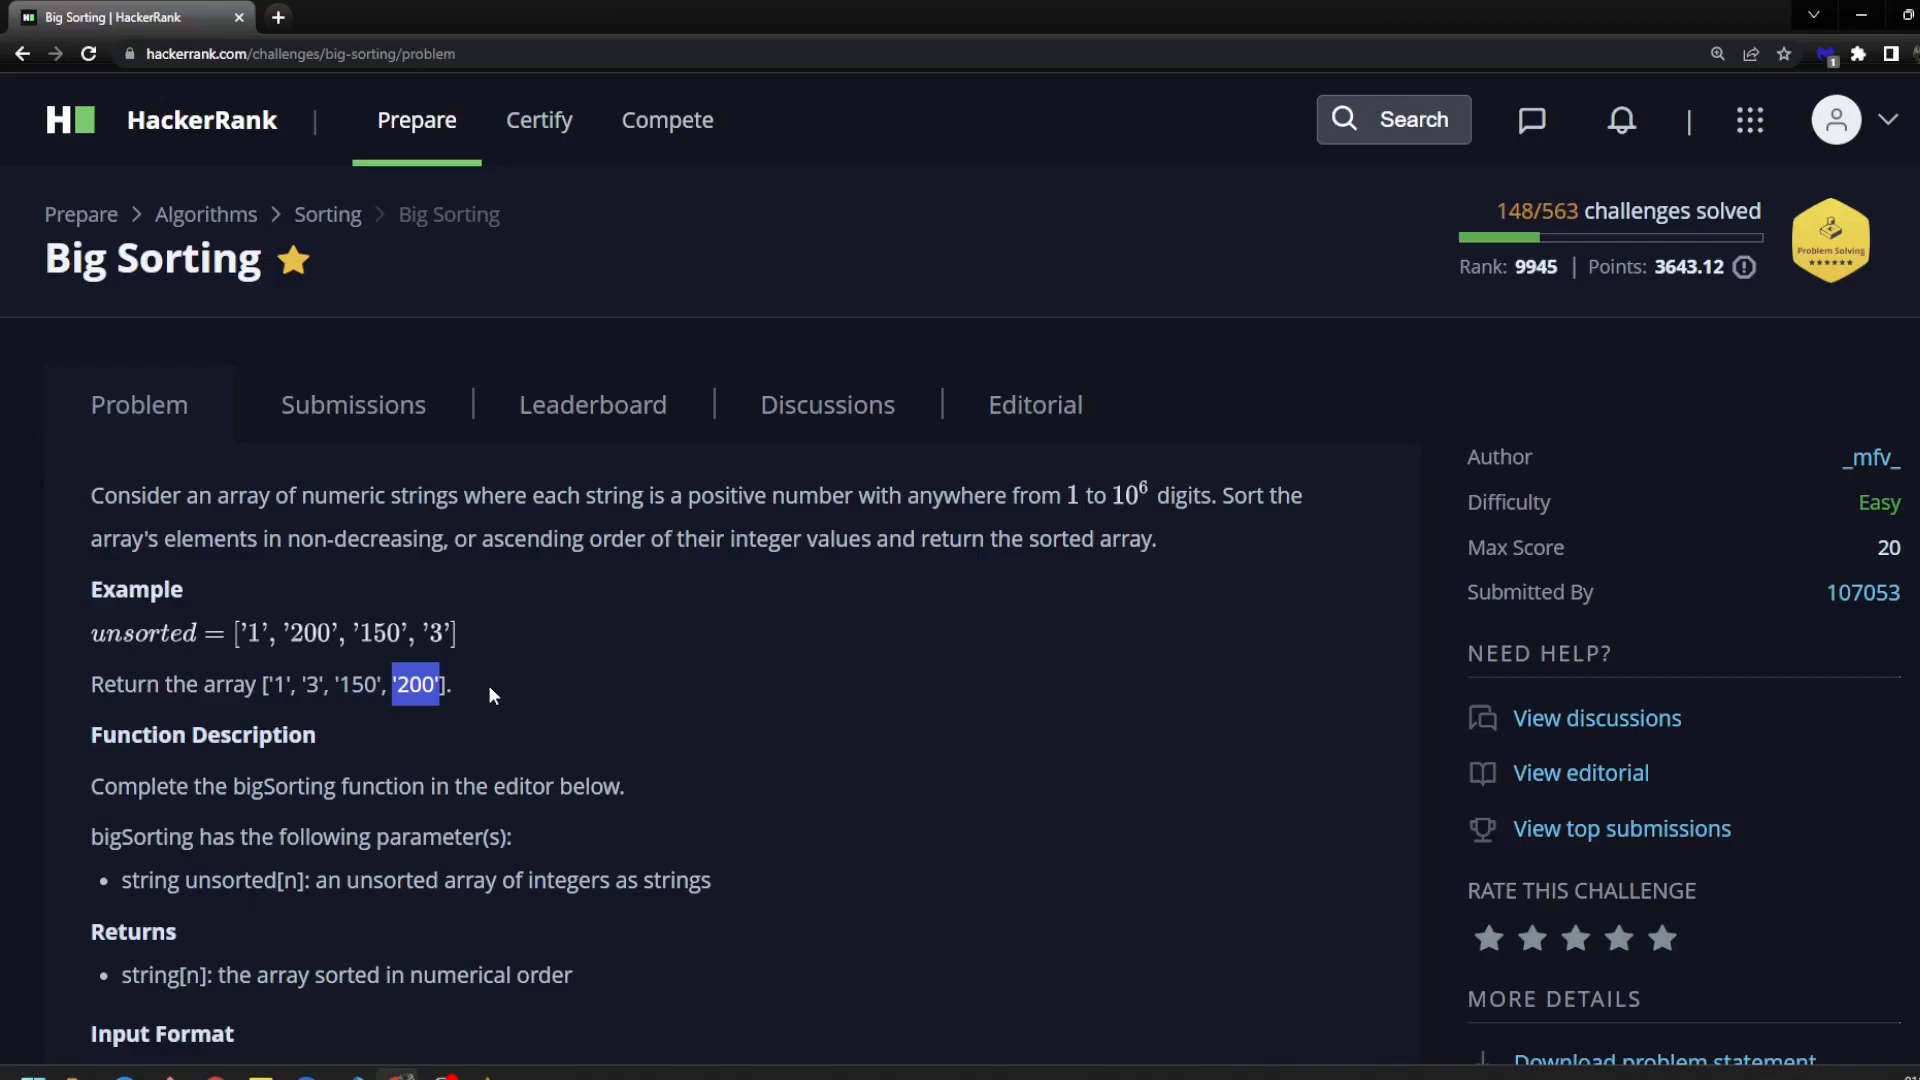 Big Sorting | HackerRank
hackerrank.com/challenges/big-sorting/problem
1
H HackerRank | Prepare Certify Compete Search
Prepare > Algorithms > Sorting > Big Sorting
Big Sorting
148/563 challenges solved
Rank: 9945 | Points: 3643.12
Problem Solving
Problem Submissions Leaderboard Discussions Editorial
Consider an array of numeric strings where each string is a positive number with anywhere from 1 to 10⁶ digits. Sort the
array's elements in non-decreasing, or ascending order of their integer values and return the sorted array.
Example
unsorted = ['1', '200', '150', '3']
Return the array ['1', '3', '150', '200'].
Function Description
Complete the bigSorting function in the editor below.
bigSorting has the following parameter(s):
• string unsorted[n]: an unsorted array of integers as strings
Returns
• string[n]: the array sorted in numerical order
Input Format
Author _mfv_
Difficulty Easy
Max Score 20
Submitted By 107053
NEED HELP?
View discussions
View editorial
View top submissions
RATE THIS CHALLENGE
MORE DETAILS
Download problem statement